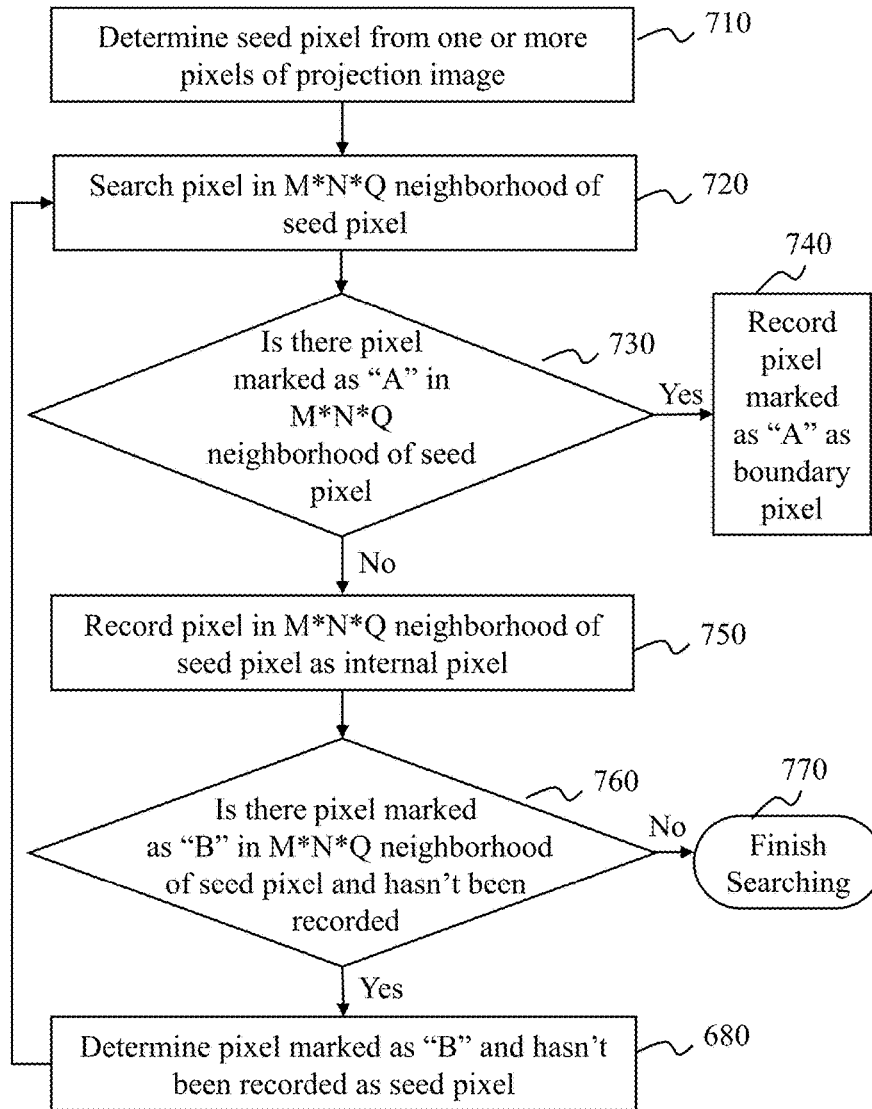 Determine seed pixel from one or more
pixels of projection image
710
Search pixel in M*N*Q neighborhood of
seed pixel
720
Is there pixel
marked as “A” in
M*N*Q
neighborhood of seed
pixel
730
Yes
740
Record
pixel
marked
as “A” as
boundary
pixel
No
Record pixel in M*N*Q neighborhood of
seed pixel as internal pixel
750
Is there pixel marked
as “B” in M*N*Q neighborhood
of seed pixel and hasn't been
recorded
760
No
770
Finish
Searching
Yes
Determine pixel marked as “B” and hasn't
been recorded as seed pixel
680